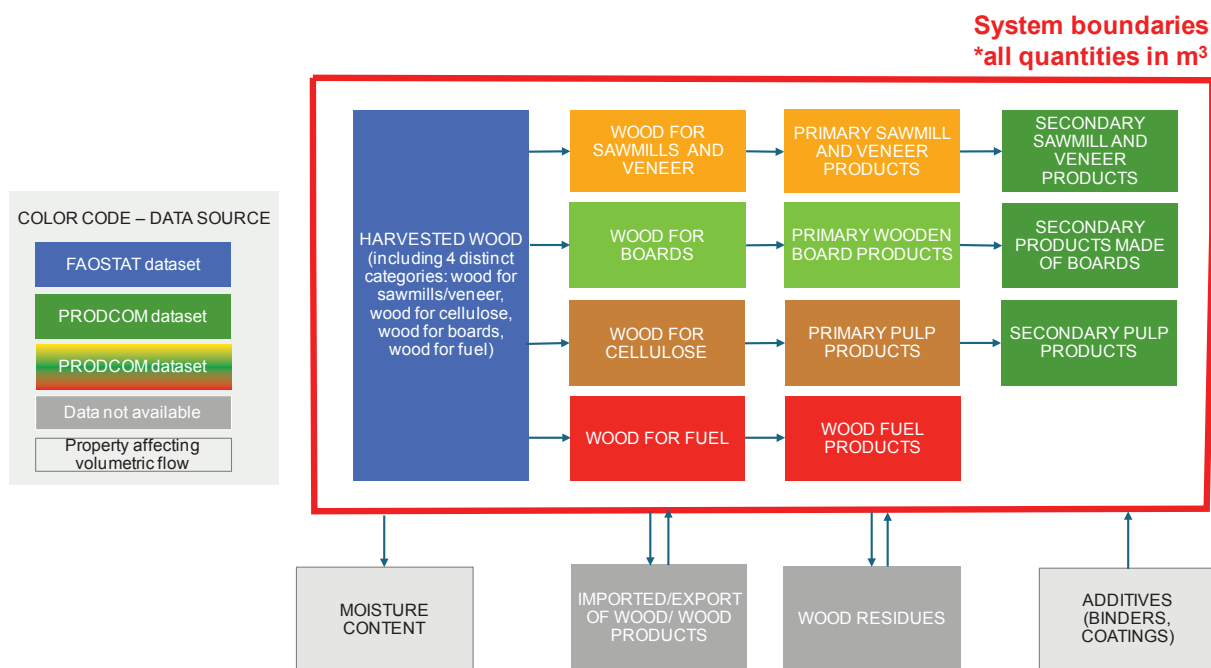 System boundaries
*all quantities in m³
COLOR CODE – DATA SOURCE
FAOSTAT dataset
PRODCOM dataset
PRODCOM dataset
Data not available
Property affecting
volumetric flow
HARVESTED WOOD
(including 4 distinct
categories: wood for
sawmills/veneer,
wood for cellulose,
wood for boards,
wood for fuel)
WOOD FOR
SAWMILLS AND
VENEER
PRIMARY SAWMILL
AND VENEER
PRODUCTS
SECONDARY
SAWMILL AND
VENEER
PRODUCTS
WOOD FOR
BOARDS
PRIMARY WOODEN
BOARD PRODUCTS
SECONDARY
PRODUCTS MADE
OF BOARDS
WOOD FOR
CELLULOSE
PRIMARY PULP
PRODUCTS
SECONDARY PULP
PRODUCTS
WOOD FOR FUEL
WOOD FUEL
PRODUCTS
MOISTURE
CONTENT
IMPORTED/EXPORT
OF WOOD/ WOOD
PRODUCTS
WOOD RESIDUES
ADDITIVES
(BINDERS,
COATINGS)